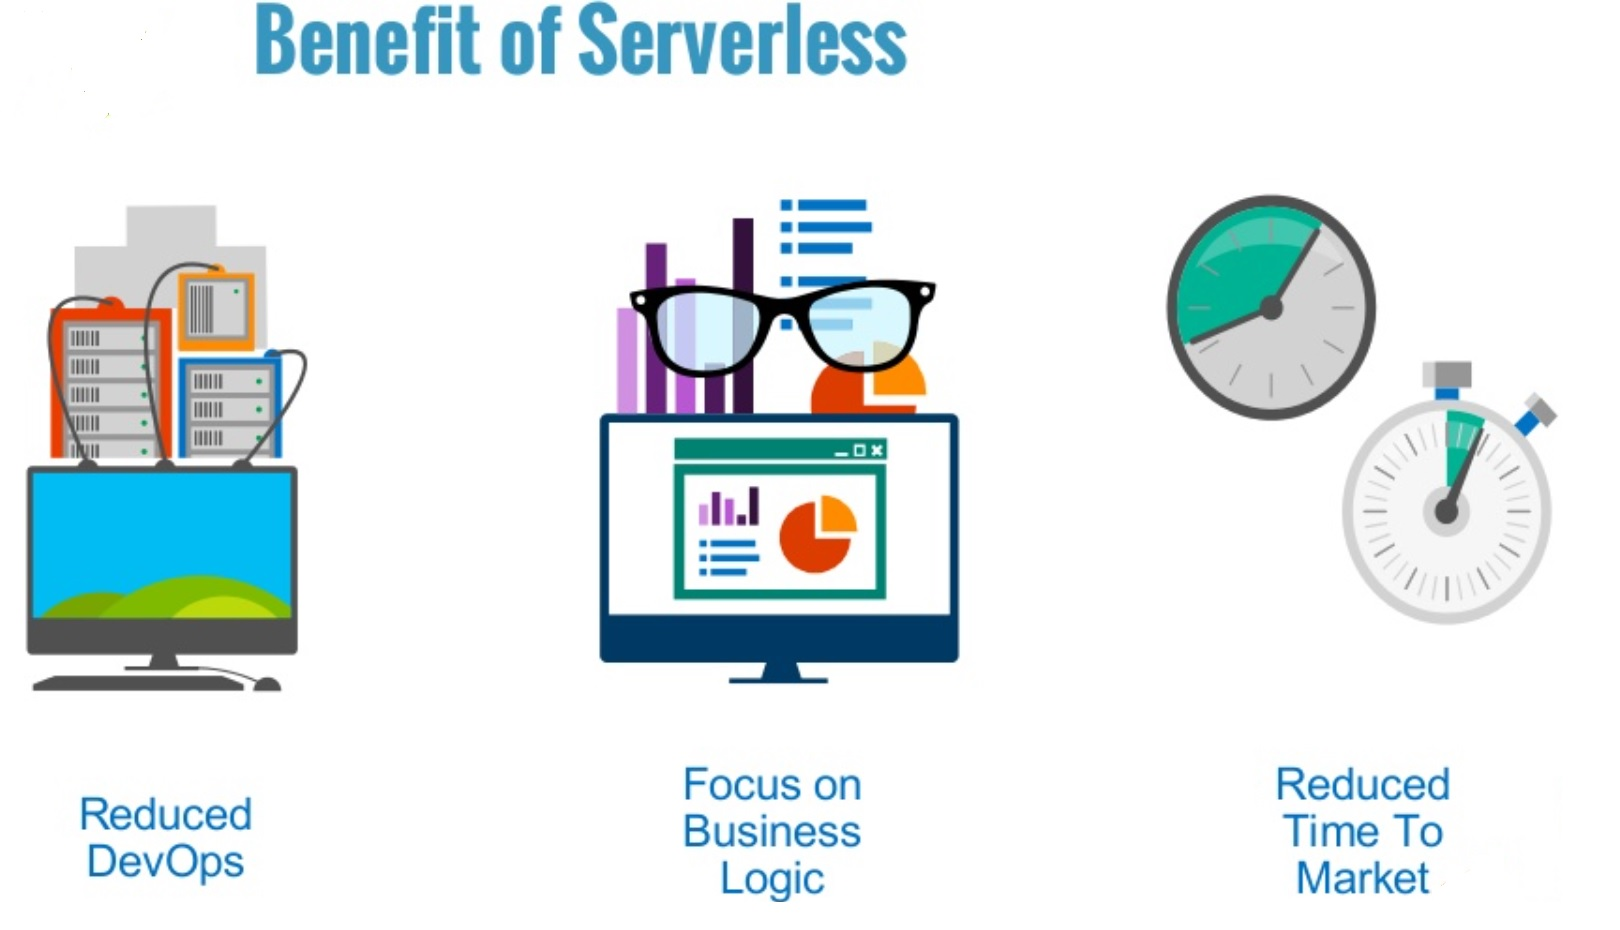 Benefit of Serverless
Reduced
DevOps
Focus on
Business
Logic
Reduced
Time To
Market